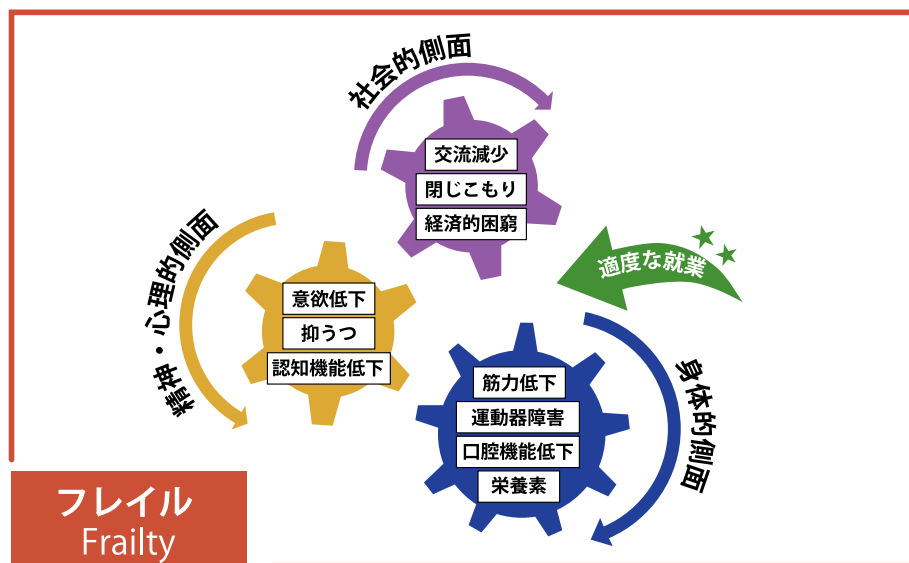 社会的側面
交流減少
閉じこもり
経済的困窮
適度な就業
精神・心理的側面
意欲低下
抑うつ
認知機能低下
身体的側面
筋力低下
運動器障害
口腔機能低下
栄養素
フレイル
Frailty